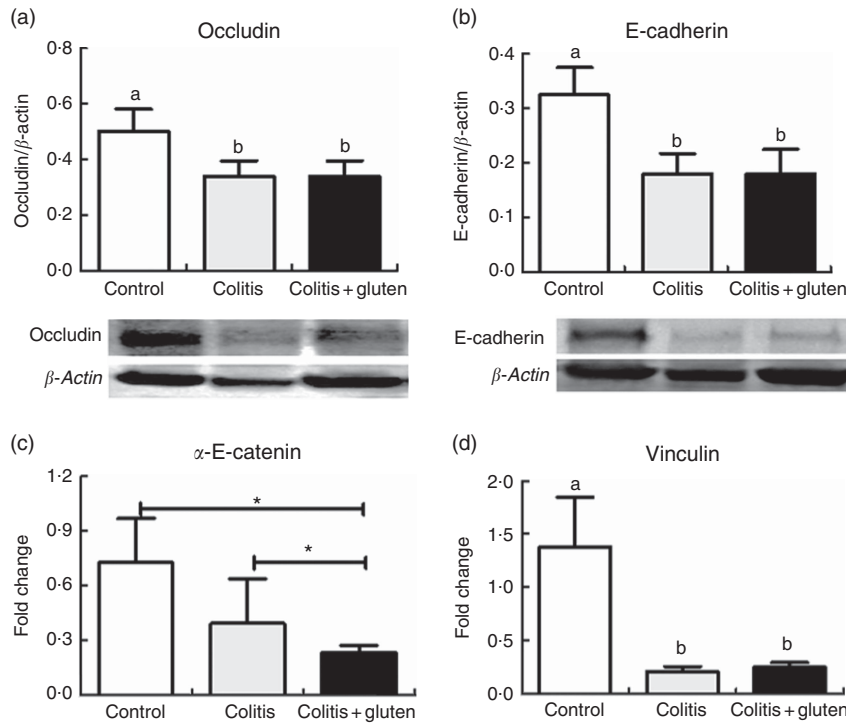 (a)
Occludin
Occludin/β-actin
0·8
0·6
0·4
0·2
0·0
a
b
b
Control
Colitis
Colitis + gluten
Occludin
β-Actin
(b)
E-cadherin
E-cadherin/β-actin
0·4
0·3
0·2
0·1
0·0
a
b
b
Control
Colitis
Colitis + gluten
E-cadherin
β-Actin
(c)
α-E-catenin
Fold change
1·2
0·9
0·6
0·3
0·0
*
*
Control
Colitis
Colitis + gluten
(d)
Vinculin
Fold change
2·0
1·5
1·0
0·5
0·0
a
b
b
Control
Colitis
Colitis + gluten